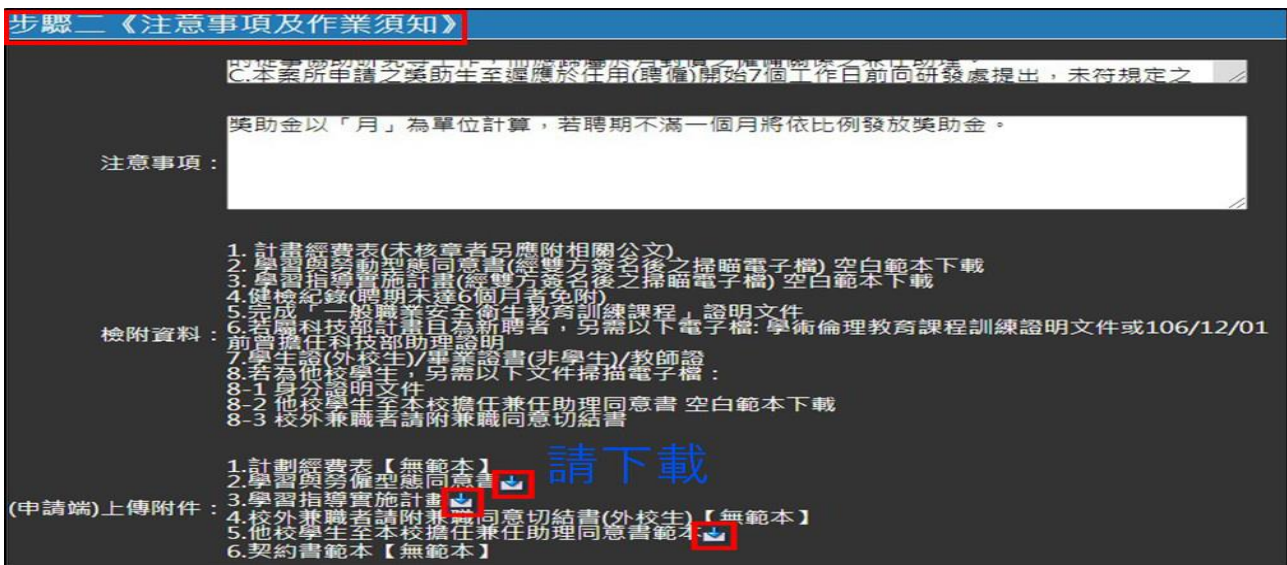 步驟二《注意事項及作業須知》
C.本案所申請之獎助生至遲應於任用(聘僱)開始7個工作日前向研發處提出，未符規定之
獎助金以「月」為單位計算，若聘期不滿一個月將依比例發放獎助金。
注意事項：
1. 計畫經費表(未核章者另應附相關公文)
2. 學習與勞動型態同意書(經雙方簽名後之掃瞄電子檔) 空白範本下載
3. 學習指導實施計畫(經雙方簽名後之掃瞄電子檔) 空白範本下載
4.健檢紀錄(聘期未達6個月者免附)
5.完成「一般職業安全衛生教育訓練課程」證明文件
檢附資料：
6.若屬科技部計畫且為新聘者，另需以下電子檔: 學術倫理教育課程訓練證明文件或106/12/01
前曾擔任科技部助理證明
7.學生證(外校生)/畢業證書(非學生)/教師證
8.若為他校學生，另需以下文件掃描電子檔：
8-1 身分證明文件
8-2 他校學生至本校擔任兼任助理同意書 空白範本下載
8-3 校外兼職者請附兼職同意切結書
請下載
1.計劃經費表【無範本】
2.學習與勞僱型態同意書
(申請端)上傳附件：
3.學習指導實施計畫
4.校外兼職者請附兼職同意切結書(外校生)【無範本】
5.他校學生至本校擔任兼任助理同意書範本
6.契約書範本【無範本】